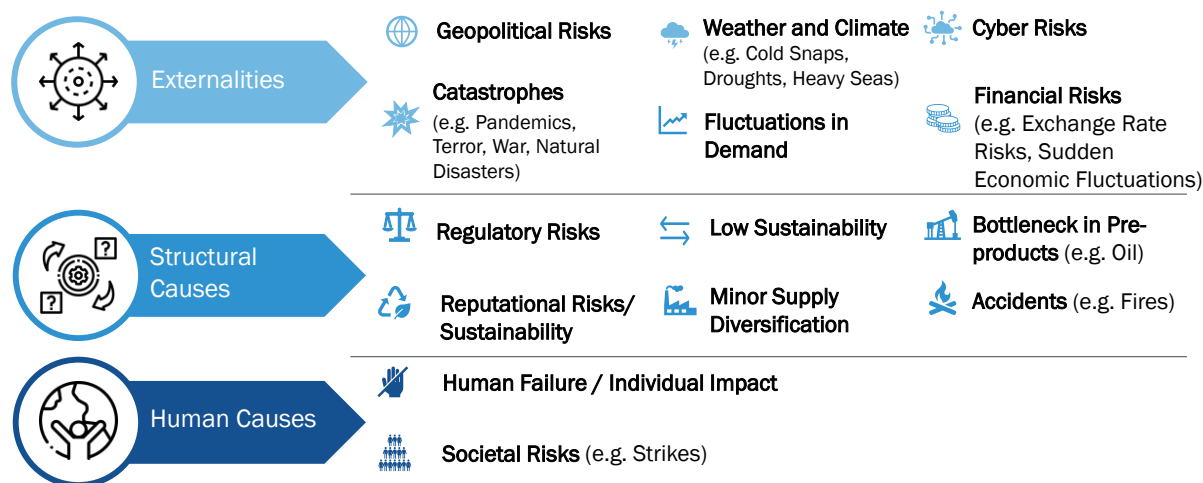 Externalities
Geopolitical Risks
Weather and Climate
(e.g. Cold Snaps,
Droughts, Heavy Seas)
Cyber Risks
Catastrophes
(e.g. Pandemics,
Terror, War, Natural
Disasters)
Fluctuations in
Demand
Financial Risks
(e.g. Exchange Rate
Risks, Sudden
Economic Fluctuations)
Structural
Causes
Regulatory Risks
Low Sustainability
Bottleneck in Pre-
products (e.g. Oil)
Reputational Risks/
Sustainability
Minor Supply
Diversification
Accidents (e.g. Fires)
?
?
Human Causes
Human Failure / Individual Impact
Societal Risks (e.g. Strikes)